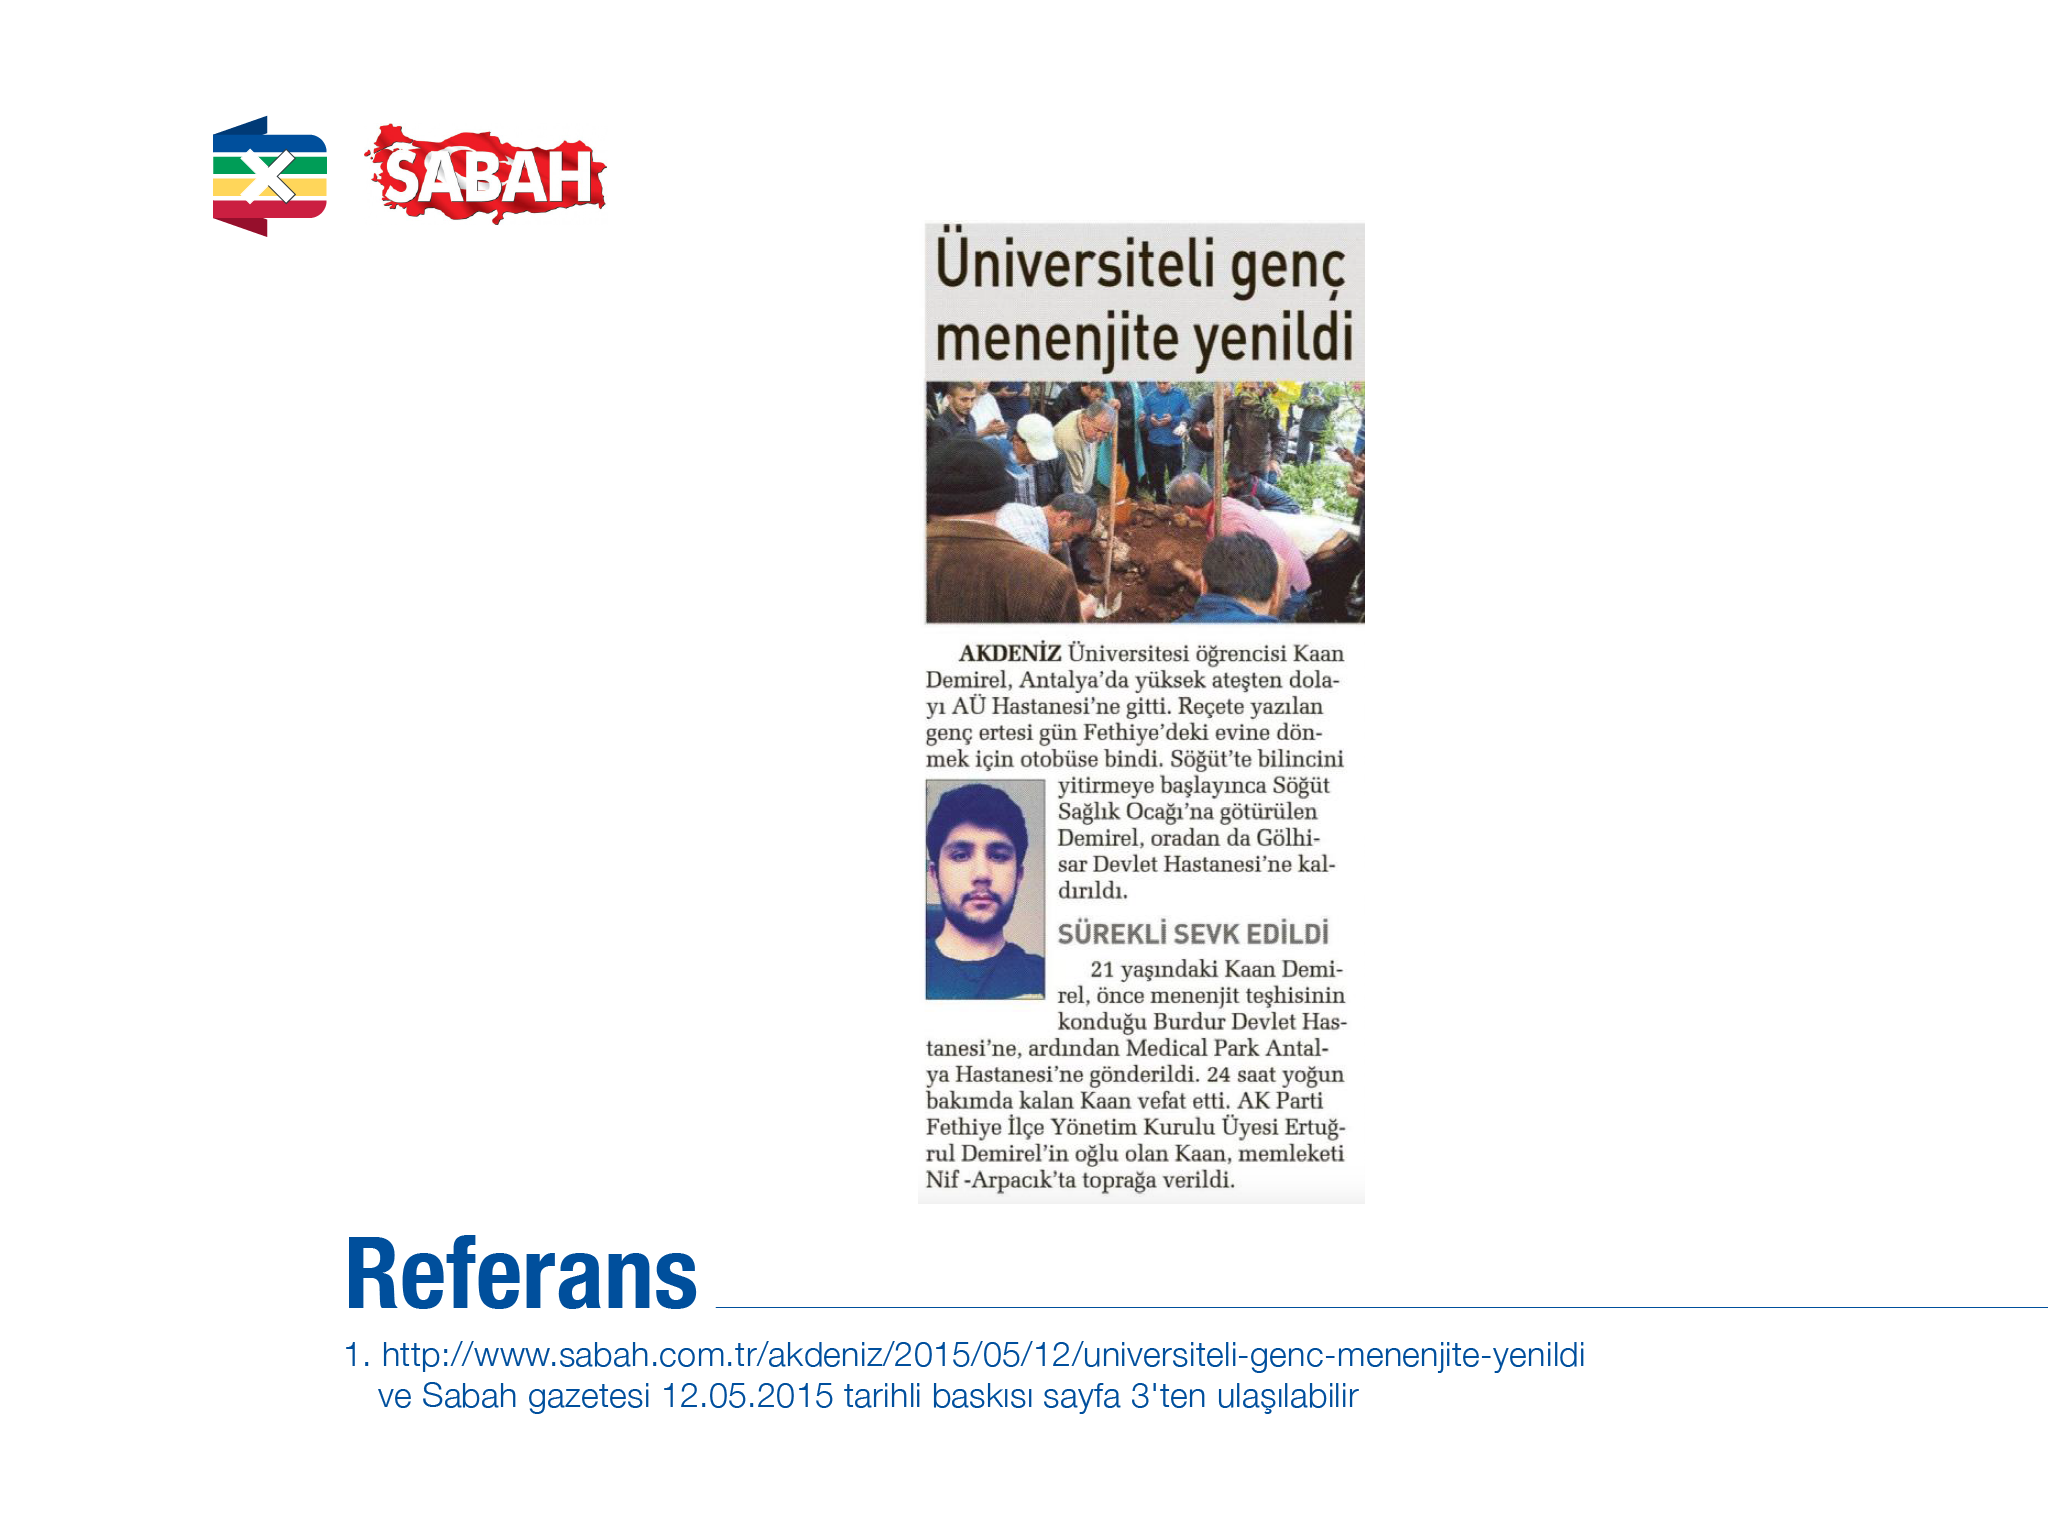 SABAH
Üniversiteli genç
menenjite yenildi
AKDENİZ Üniversitesi öğrencisi Kaan
Demirel, Antalya’da yüksek ateşten dola-
yı AÜ Hastanesi’ne gitti. Reçete yazılan
genç ertesi gün Fethiye’deki evine dön-
mek için otobüse bindi. Söğüt’te bilincini
yitirmeye başlayınca Söğüt
Sağlık Ocağı’na götürülen
Demirel, oradan da Gölhi-
sar Devlet Hastanesi’ne kal-
dırıldı.
SÜREKLİ SEVK EDİLDİ
21 yaşındaki Kaan Demi-
rel, önce menenjit teşhisinin
konduğu Burdur Devlet Has-
tanesi’ne, ardından Medical Park Antal-
ya Hastanesi’ne gönderildi. 24 saat yoğun
bakımda kalan Kaan vefat etti. AK Parti
Fethiye İlçe Yönetim Kurulu Üyesi Ertuğ-
rul Demirel’in oğlu olan Kaan, memleketi
Nif -Arpacık’ta toprağa verildi.
Referans
1. http://www.sabah.com.tr/akdeniz/2015/05/12/universiteli-genc-menenjite-yenildi
ve Sabah gazetesi 12.05.2015 tarihli baskısı sayfa 3'ten ulaşılabilir